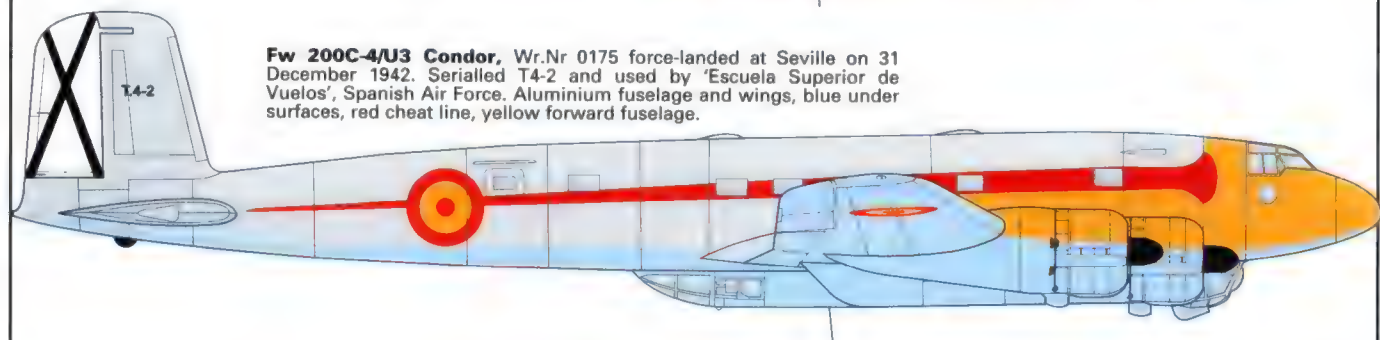 Fw 200C-4/U3 Condor, Wr.Nr 0175 force-landed at Seville on 31
December 1942. Serialled T4-2 and used by 'Escuela Superior de
Vuelos', Spanish Air Force. Aluminium fuselage and wings, blue under
surfaces, red cheat line, yellow forward fuselage.
T.4-2